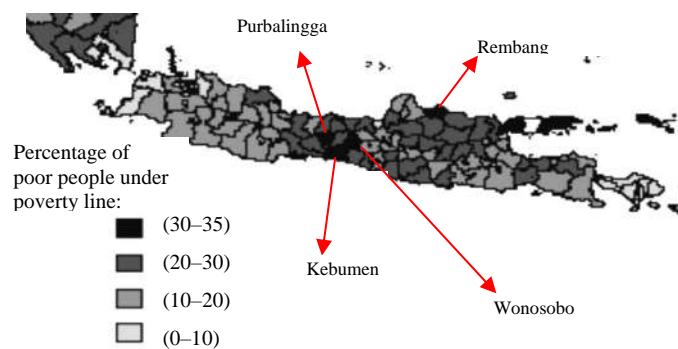 Purbalingga
Rembang
Percentage of
poor people under
poverty line:
(30–35)
(20–30)
(10–20)
(0–10)
Kebumen
Wonosobo